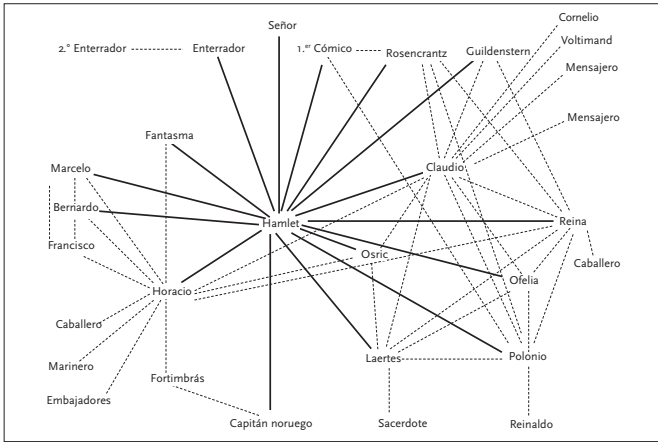 Cornelio
Señor
Voltimand
2.° Enterrador
Enterrador
1.er Cómico
Rosencrantz
Guildenstern
Mensajero
Mensajero
Fantasma
Marcelo
Claudio
Bernardo
Hamlet
Reina
Francisco
Osric
Caballero
Ofelia
Horacio
Caballero
Laertes
Polonio
Marinero
Fortimbrás
Embajadores
Capitán noruego
Sacerdote
Reinaldo